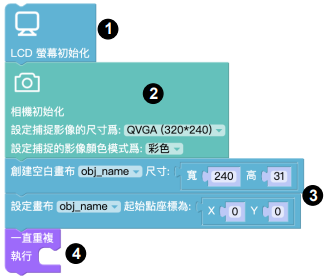 LCD 螢幕初始化
1
相機初始化
2
設定捕捉影像的尺寸爲: QVGA (320*240)
設定捕捉的影像顏色模式爲: 彩色
創建空白畫布 obj_name 尺寸: 寬 240 高 31
3
設定畫布 obj_name 起始點座標為: X 0 Y 0
一直重複
執行
4